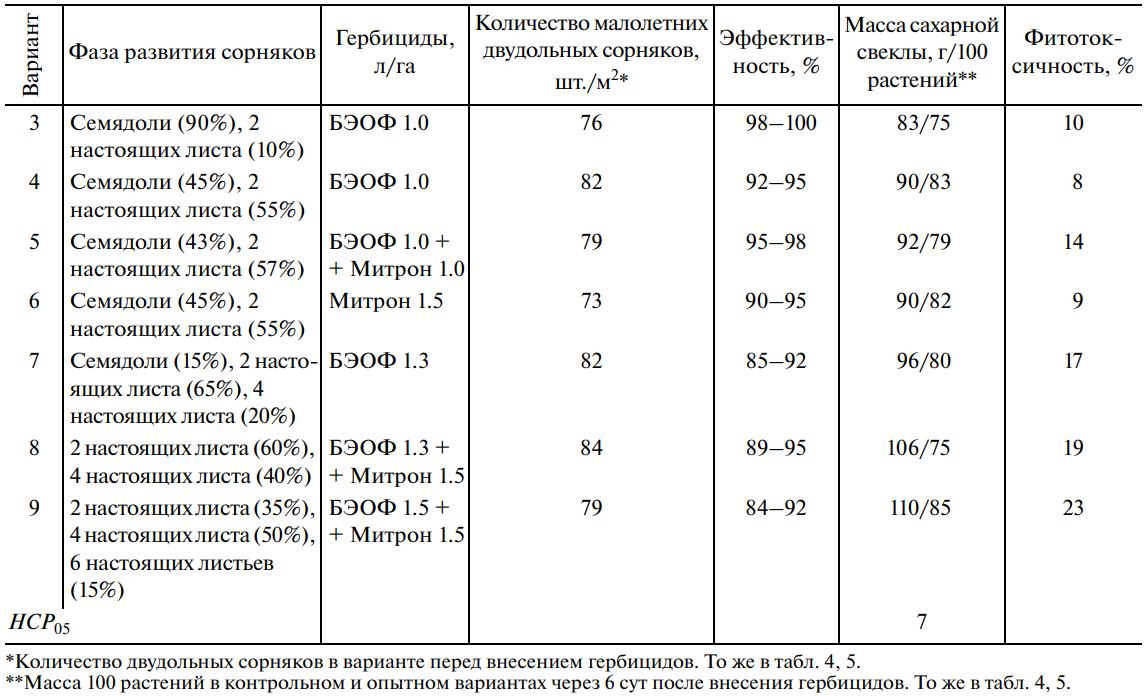 Вариант
Фаза развития сорняков
Гербициды,
л/га
Количество малолетних
двудольных сорняков,
шт./м²*
Эффектив-
ность, %
Масса сахарной
свеклы, г/100
растений**
Фитоток-
сичность, %
3 Семядоли (90%), 2 БЭОФ 1.0 76 98–100 83/75 10
настоящих листа (10%)
4 Семядоли (45%), 2 БЭОФ 1.0 82 92–95 90/83 8
настоящих листа (55%)
5 Семядоли (43%), 2 БЭОФ 1.0 + 79 95–98 92/79 14
настоящих листа (57%) + Митрон 1.0
6 Семядоли (45%), 2 Митрон 1.5 73 90–95 90/82 9
настоящих листа (55%)
7 Семядоли (15%), 2 насто- БЭОФ 1.3 82 85–92 96/80 17
ящих листа (65%), 4
настоящих листа (20%)
8 2 настоящих листа (60%), БЭОФ 1.3 + 84 89–95 106/75 19
4 настоящих листа (40%) + Митрон 1.5
9 2 настоящих листа (35%), БЭОФ 1.5 + 79 84–92 110/85 23
4 настоящих листа (50%), + Митрон 1.5
6 настоящих листьев
(15%)
НСР05 7
*Количество двудольных сорняков в варианте перед внесением гербицидов. То же в табл. 4, 5.
**Масса 100 растений в контрольном и опытном вариантах через 6 сут после внесения гербицидов. То же в табл. 4, 5.